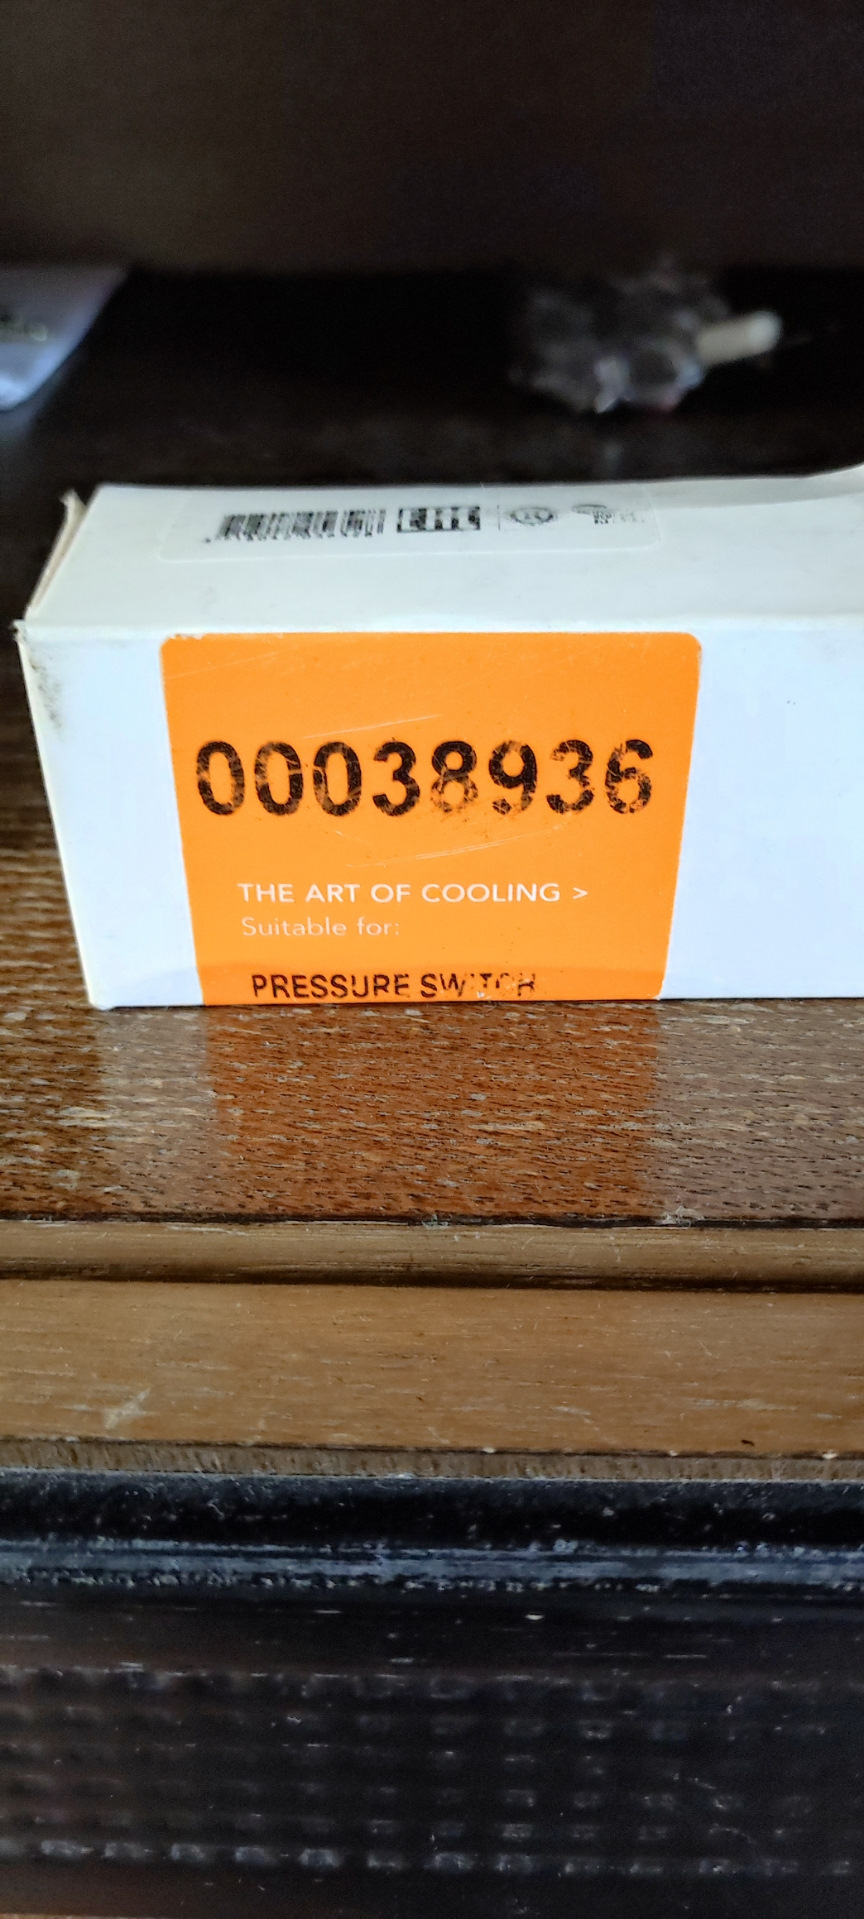 00038936
THE ART OF COOLING >
Suitable for:
PRESSURE SWITCH